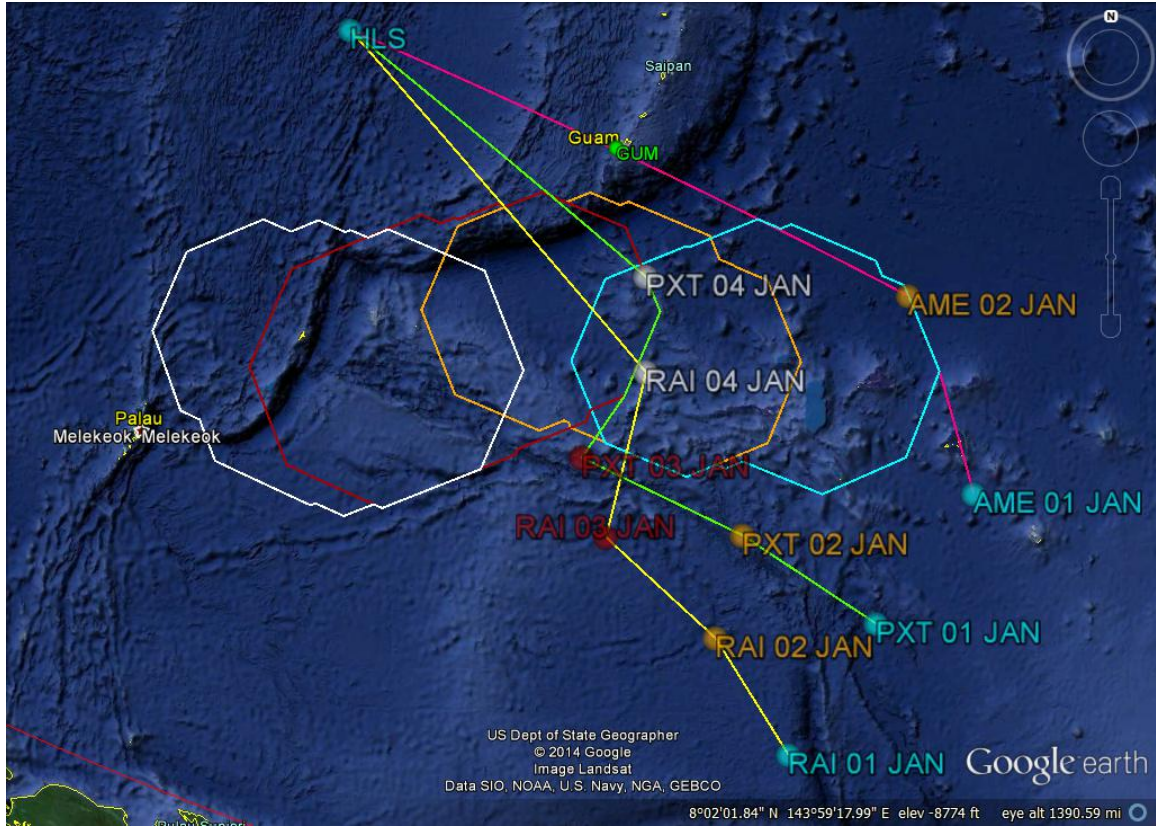 HLS
N
Saipan
Guam
GUM
PXT 04 JAN
AME 02 JAN
RAI 04 JAN
Palau
Melekeok Melekeok
PXT 03 JAN
AME 01 JAN
RAI 03 JAN
PXT 02 JAN
PXT 01 JAN
RAI 02 JAN
US Dept of State Geographer
© 2014 Google
Image Landsat
Data SIO, NOAA, U.S. Navy, NGA, GEBCO
RAI 01 JAN
Google earth
8°02'01.84" N 143°59'17.99" E elev -8774 ft eye alt 1390.59 mi